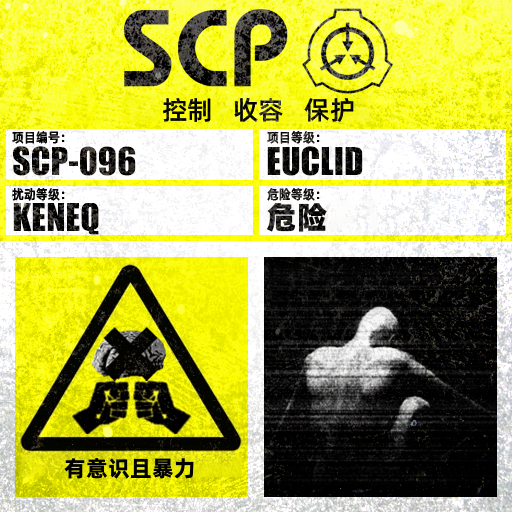 SCP
控制 收容 保护
项目编号:
SCP-096
项目等级:
EUCLID
扰动等级:
KENEQ
危险等级:
危险
有意识且暴力